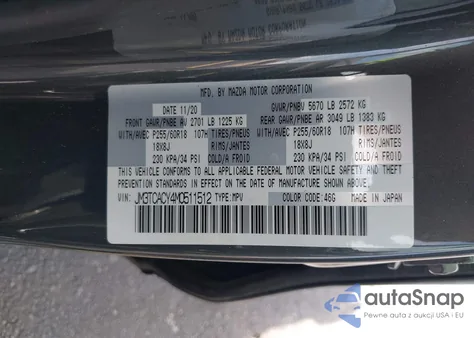 MFD. BY MAZDA MOTOR CORPORATION
DATE 11/20 GVWR/PNBV 5670 LB 2572 KG
FRONT GAWR/PNBE AV 2701 LB 1225 KG REAR GAWR/PNBE AR 3049 LB 1383 KG
WITH/AVEC P255/60R18 107H TIRES/PNEUS WITH/AVEC P255/60R18 107H TIRES/PNEUS
18X8J RIMS/JANTES 18X8J RIMS/JANTES
230 KPA/34 PSI COLD/A FROID 230 KPA/34 PSI COLD/A FROID
THIS VEHICLE CONFORMS TO ALL APPLICABLE FEDERAL MOTOR VEHICLE SAFETY, BUMPER, AND THEFT
PREVENTION STANDARDS IN EFFECT ON THE DATE OF MANUFACTURE SHOWN ABOVE.
VIN: JM3TCACY4M0511512 TYPE:MPV COLOR CODE:46G MADE IN JAPAN
autoSnap
Pewne auta z aukcji USA i EU